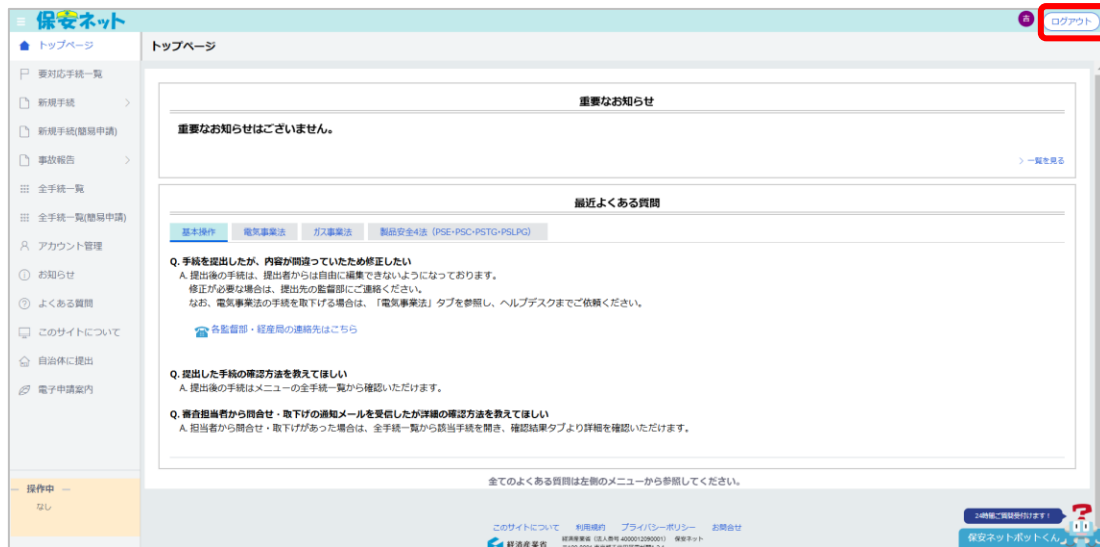 保安ネット
吉
ログアウト
トップページ
トップページ
要対応手続一覧
新規手続
新規手続(簡易申請)
事故報告
全手続一覧
全手続一覧(簡易申請)
アカウント管理
お知らせ
よくある質問
このサイトについて
自治体に提出
電子申請案内
操作中
なし
重要なお知らせ
重要なお知らせはございません。
一覧を見る
最近よくある質問
基本操作 電気事業法 ガス事業法 製品安全4法（PSE・PSC・PSTG・PSLPG）
Q. 手続を提出したが、内容が間違っていたため修正したい
A. 提出後の手続は、提出者からは自由に編集できないようになっております。
修正が必要な場合は、提出先の監督部にご連絡ください。
なお、電気事業法の手続を取下げる場合は、「電気事業法」タブを参照し、ヘルプデスクまでご依頼ください。
各監督部・経産局の連絡先はこちら
Q. 提出した手続の確認方法を教えてほしい
A. 提出後の手続はメニューの全手続一覧から確認いただけます。
Q. 審査担当者から問合せ・取下げの通知メールを受信したが詳細の確認方法を教えてほしい
A. 担当者から問合せ・取下げがあった場合は、全手続一覧から該当手続を開き、確認結果タブより詳細を確認いただけます。
全てのよくある質問は左側のメニューから参照してください。
このサイトについて 利用規約 プライバシーポリシー お問合せ
経済産業省 経済産業省（法人番号 4000012090001） 保安ネット
24時間ご質問受付けます！
保安ネットボットくん